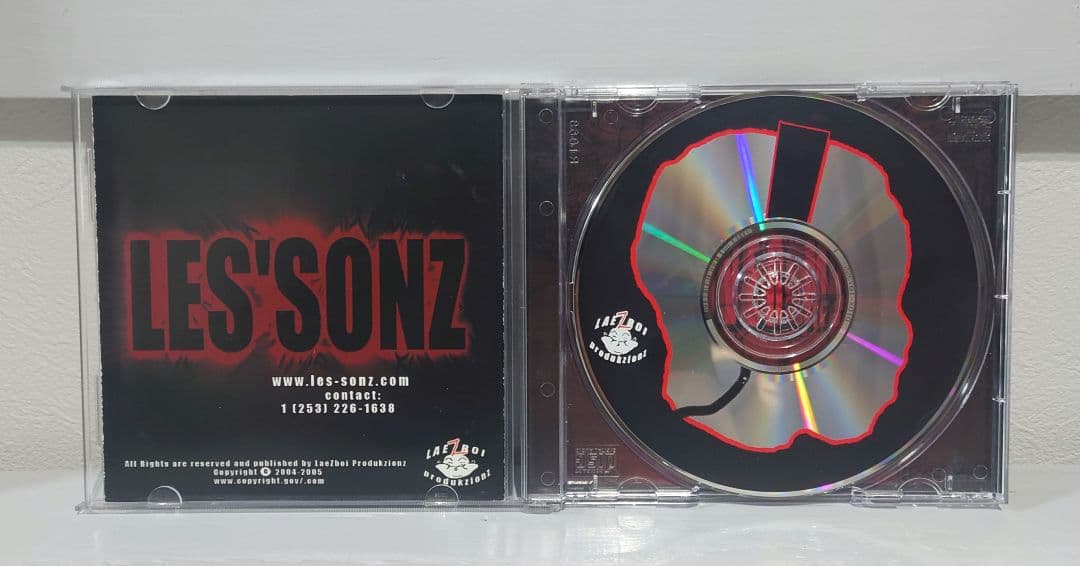 LES'SONZ
www.les-sonz.com
contact:
1 (253) 226-1638
All Rights are reserved and published by LaeZboi Produkzionz
Copyright © 2004-2005
www.copyright.gov/.com
LAEZBOI
produkzionz
LAEZBOI
produkzionz